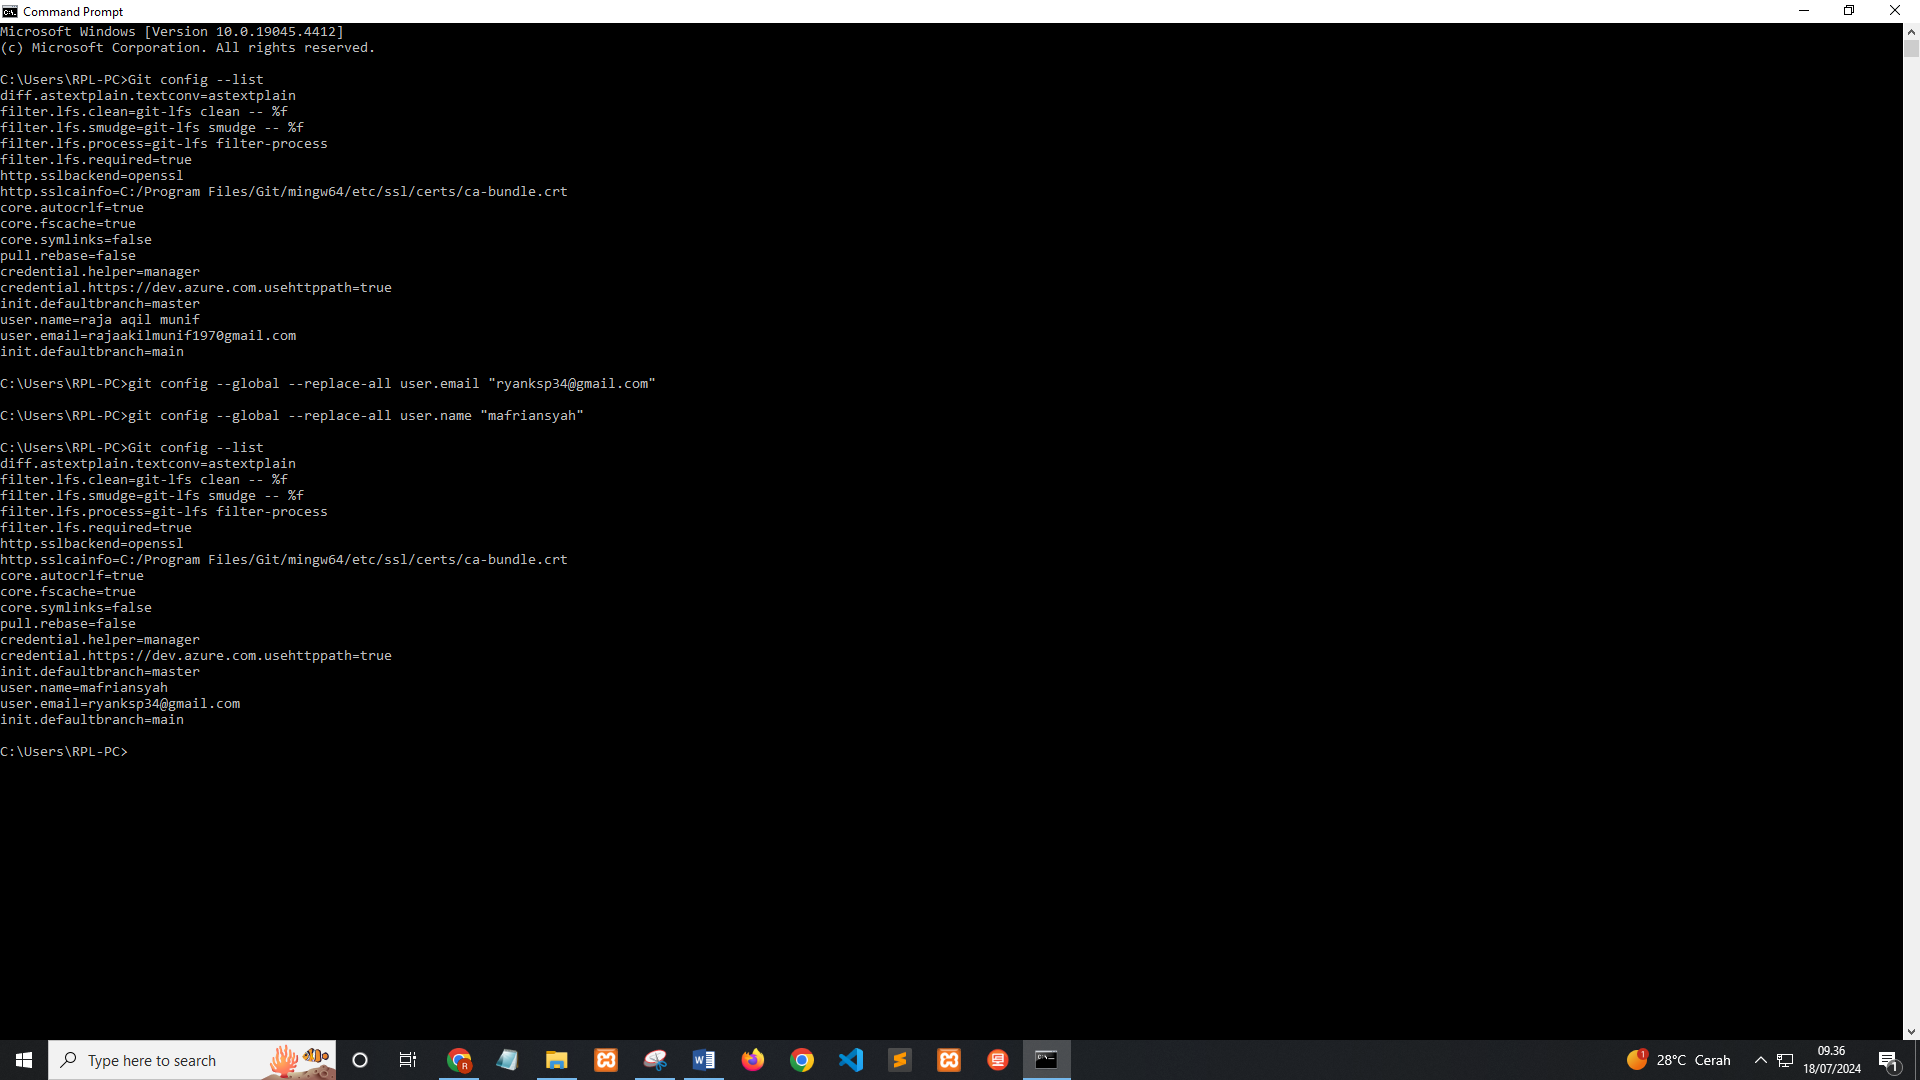 Command Prompt
Microsoft Windows [Version 10.0.19045.4412]
(c) Microsoft Corporation. All rights reserved.
C:\Users\RPL-PC>Git config --list
diff.astextplain.textconv=astextplain
filter.lfs.clean=git-lfs clean -- %f
filter.lfs.smudge=git-lfs smudge -- %f
filter.lfs.process=git-lfs filter-process
filter.lfs.required=true
http.sslbackend=openssl
http.sslcainfo=C:/Program Files/Git/mingw64/etc/ssl/certs/ca-bundle.crt
core.autocrlf=true
core.fscache=true
core.symlinks=false
pull.rebase=false
credential.helper=manager
credential.https://dev.azure.com.usehttppath=true
init.defaultbranch=master
user.name=raja aqil munif
user.email=rajaakilmunif1970gmail.com
init.defaultbranch=main
C:\Users\RPL-PC>git config --global --replace-all user.email "ryanksp34@gmail.com"
C:\Users\RPL-PC>git config --global --replace-all user.name "mafriansyah"
C:\Users\RPL-PC>Git config --list
diff.astextplain.textconv=astextplain
filter.lfs.clean=git-lfs clean -- %f
filter.lfs.smudge=git-lfs smudge -- %f
filter.lfs.process=git-lfs filter-process
filter.lfs.required=true
http.sslbackend=openssl
http.sslcainfo=C:/Program Files/Git/mingw64/etc/ssl/certs/ca-bundle.crt
core.autocrlf=true
core.fscache=true
core.symlinks=false
pull.rebase=false
credential.helper=manager
credential.https://dev.azure.com.usehttppath=true
init.defaultbranch=master
user.name=mafriansyah
user.email=ryanksp34@gmail.com
init.defaultbranch=main
C:\Users\RPL-PC>
Type here to search
28°C Cerah
09.36
18/07/2024